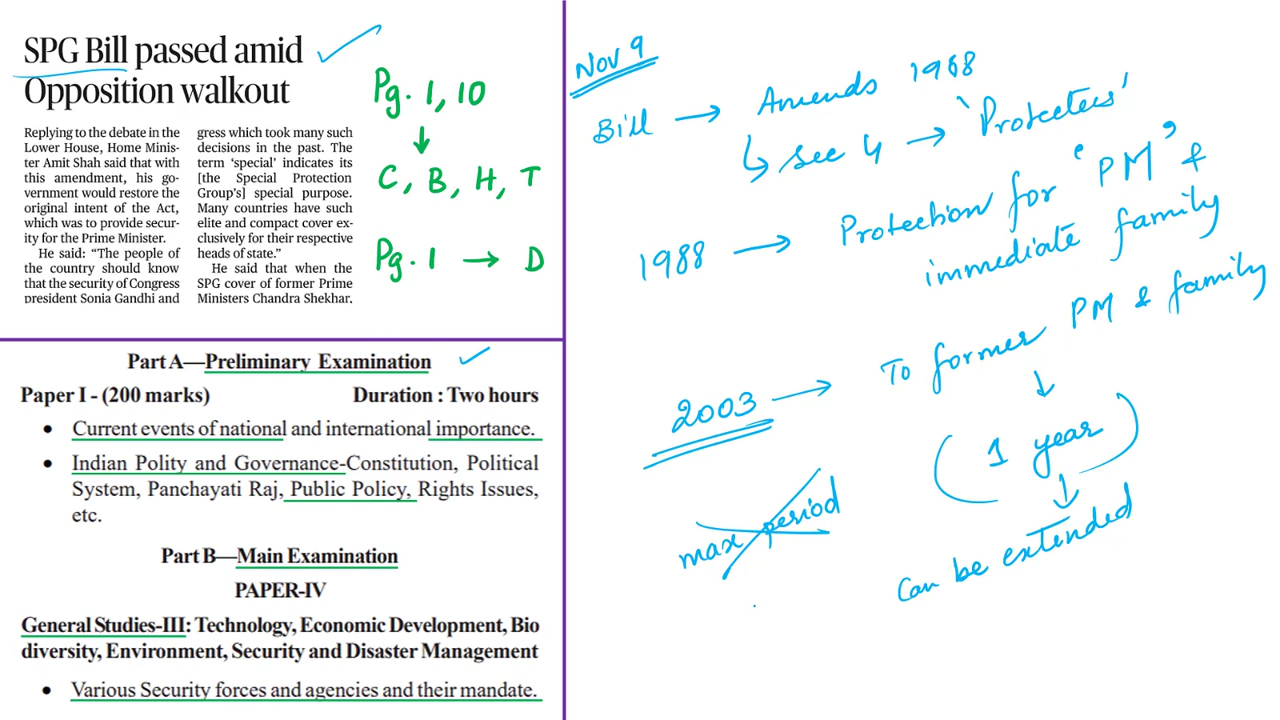 SPG Bill passed amid
Opposition walkout
Replying to the debate in the
Lower House, Home Minis-
ter Amit Shah said that with
this amendment, his go-
vernment would restore the
original intent of the Act,
which was to provide secur-
ity for the Prime Minister.
He said: “The people of
the country should know
that the security of Congress
president Sonia Gandhi and
gress which took many such
decisions in the past. The
term ‘special’ indicates its
[the Special Protection
Group’s] special purpose.
Many countries have such
elite and compact cover ex-
clusively for their respective
heads of state.”
He said that when the
SPG cover of former Prime
Ministers Chandra Shekhar,
Pg. 1, 10
C, B, H, T
Pg. 1 → D
Part A—Preliminary Examination
Paper I - (200 marks) Duration : Two hours
• Current events of national and international importance.
• Indian Polity and Governance-Constitution, Political
System, Panchayati Raj, Public Policy, Rights Issues,
etc.
Part B—Main Examination
PAPER-IV
General Studies-III: Technology, Economic Development, Bio
diversity, Environment, Security and Disaster Management
• Various Security forces and agencies and their mandate.
Nov 9
Bill → Amends 1988
↳ Sec 4 → 'Protectees'
1988 → Protection for 'PM' &
immediate family
2003 → To former PM & family
(1 year)
can be extended
max period